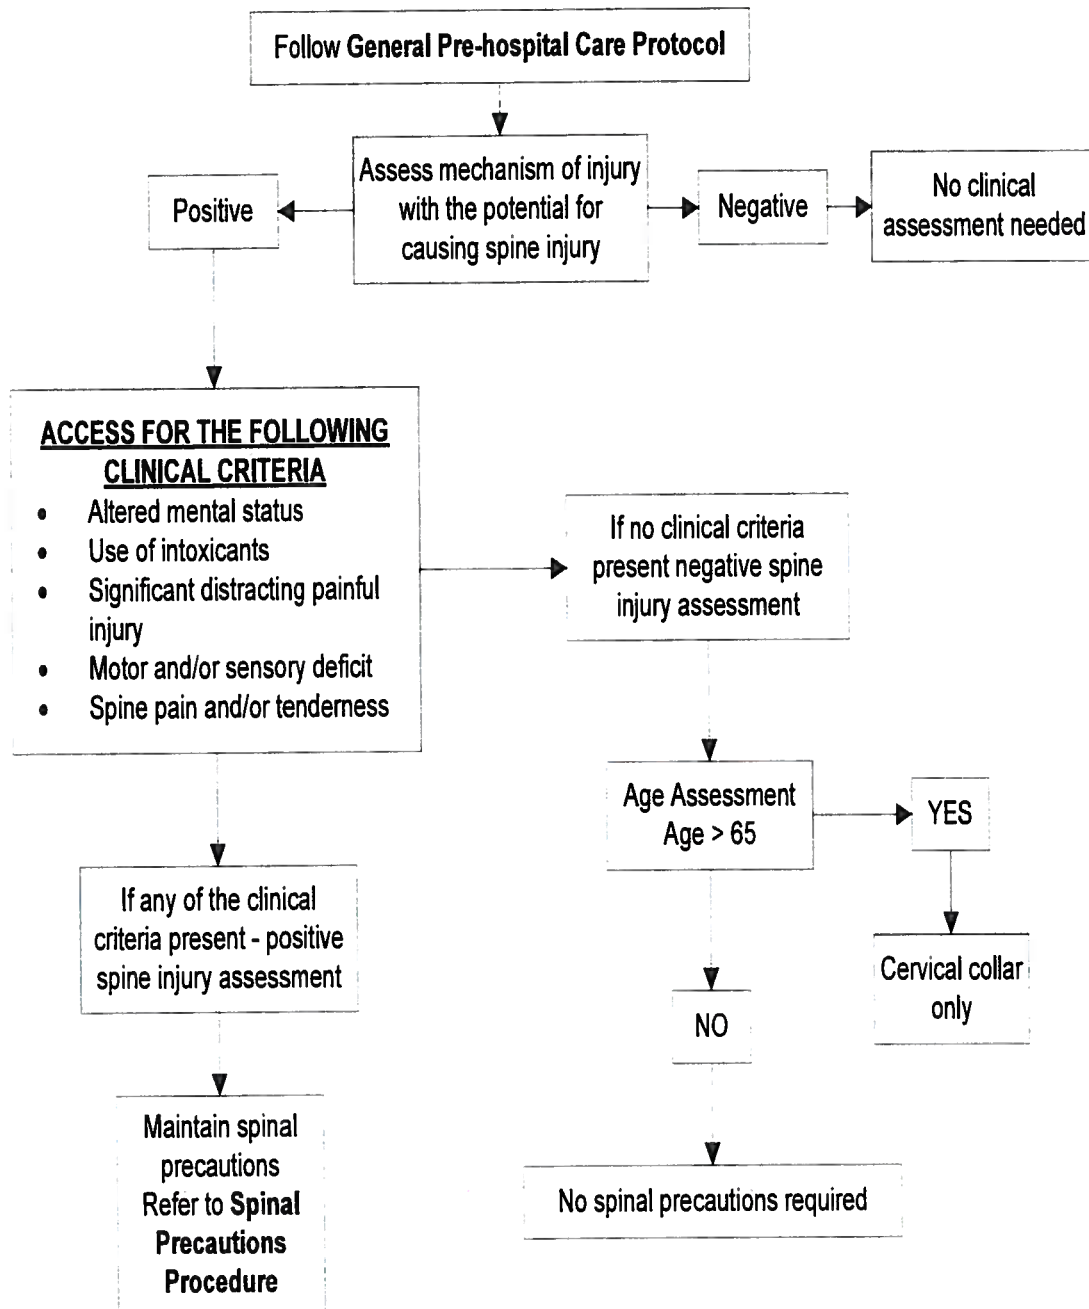 Follow General Pre-hospital Care Protocol
Assess mechanism of injury
with the potential for
causing spine injury
Positive
Negative
No clinical
assessment needed
ACCESS FOR THE FOLLOWING
CLINICAL CRITERIA
• Altered mental status
• Use of intoxicants
• Significant distracting painful
injury
• Motor and/or sensory deficit
• Spine pain and/or tenderness
If no clinical criteria
present negative spine
injury assessment
Age Assessment
Age > 65
YES
Cervical collar
only
NO
No spinal precautions required
If any of the clinical
criteria present - positive
spine injury assessment
Maintain spinal
precautions
Refer to Spinal
Precautions
Procedure